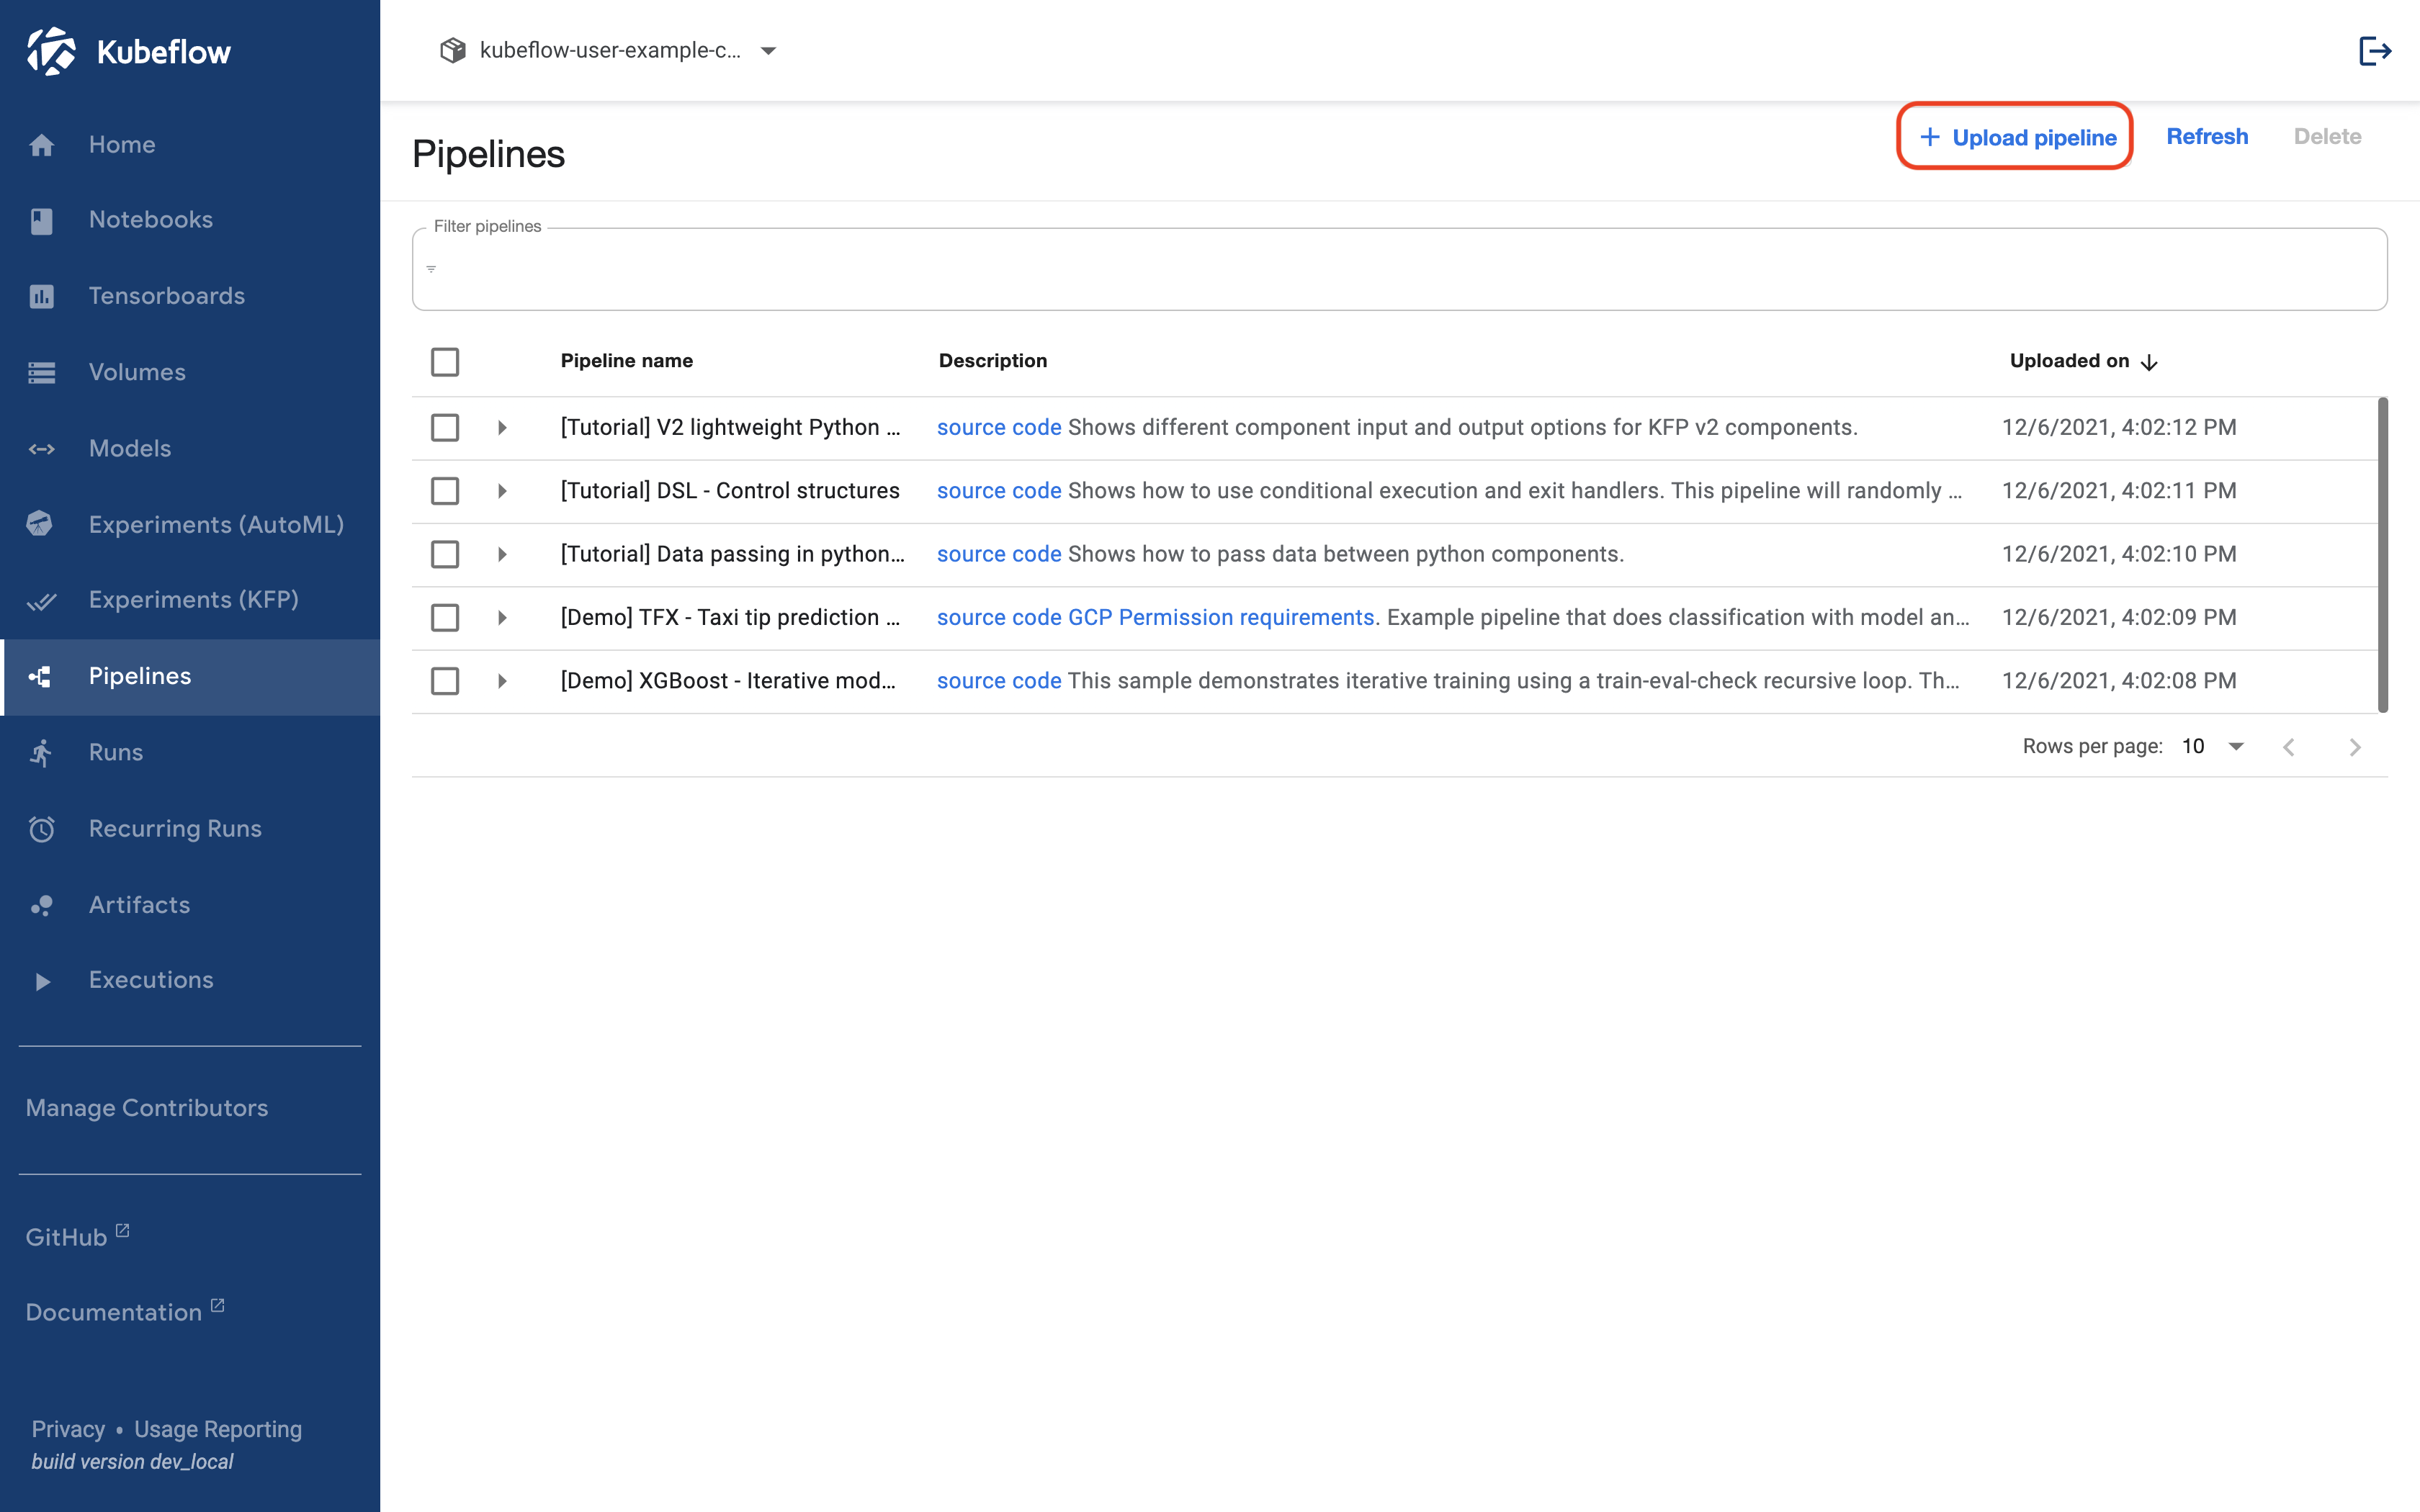 Kubeflow
kubeflow-user-example-c...
Home
Notebooks
Tensorboards
Volumes
Models
Experiments (AutoML)
Experiments (KFP)
Pipelines
Runs
Recurring Runs
Artifacts
Executions
Manage Contributors
GitHub
Documentation
Privacy • Usage Reporting
build version dev_local
Pipelines
+ Upload pipeline Refresh Delete
Filter pipelines
Pipeline name Description Uploaded on
[Tutorial] V2 lightweight Python ... source code Shows different component input and output options for KFP v2 components. 12/6/2021, 4:02:12 PM
[Tutorial] DSL - Control structures source code Shows how to use conditional execution and exit handlers. This pipeline will randomly ... 12/6/2021, 4:02:11 PM
[Tutorial] Data passing in python... source code Shows how to pass data between python components. 12/6/2021, 4:02:10 PM
[Demo] TFX - Taxi tip prediction ... source code GCP Permission requirements. Example pipeline that does classification with model an... 12/6/2021, 4:02:09 PM
[Demo] XGBoost - Iterative mod... source code This sample demonstrates iterative training using a train-eval-check recursive loop. Th... 12/6/2021, 4:02:08 PM
Rows per page: 10